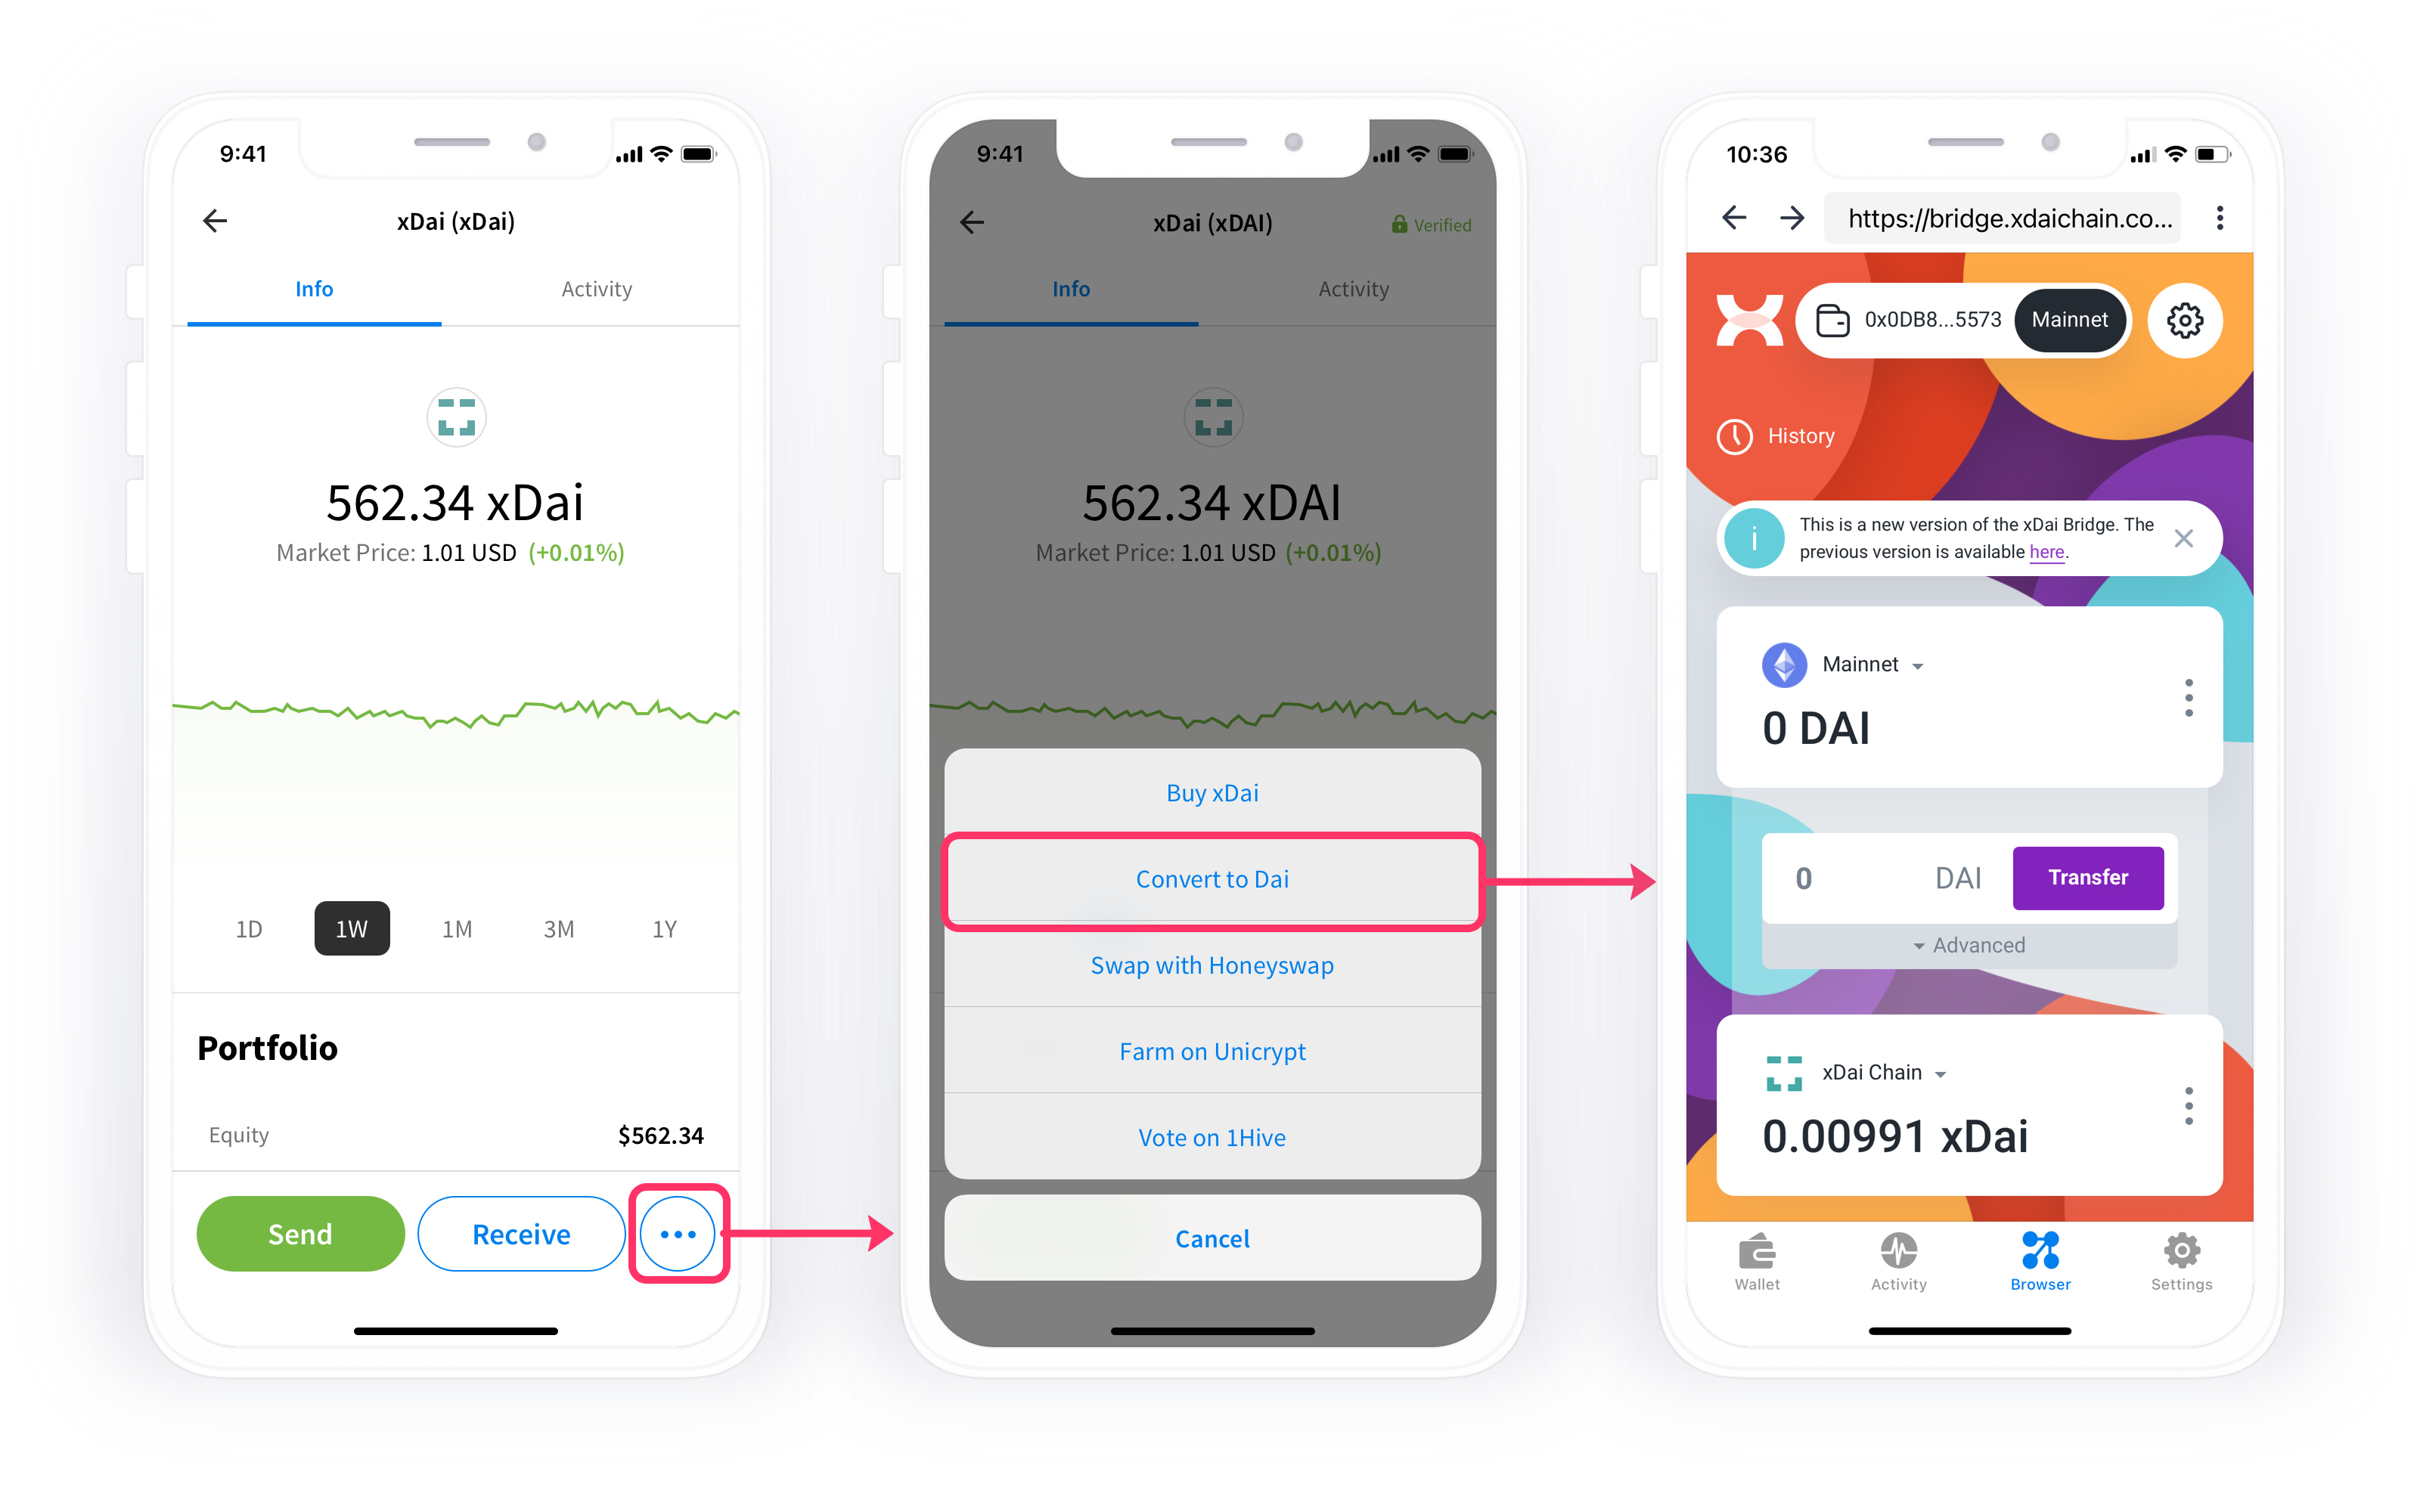 9:41
xDai (xDai)
Info
Activity
562.34 xDai
Market Price: 1.01 USD (+0.01%)
1D
1W
1M
3M
1Y
Portfolio
Equity
$562.34
Send
Receive
9:41
xDai (xDAI)
Verified
Info
Activity
562.34 xDAI
Market Price: 1.01 USD (+0.01%)
Buy xDai
Convert to Dai
Swap with Honeyswap
Farm on Unicrypt
Vote on 1Hive
Cancel
10:36
https://bridge.xdaichain.co...
0x0DB8...5573
Mainnet
History
i
This is a new version of the xDai Bridge. The
previous version is available here.
Mainnet
0 DAI
0
DAI
Transfer
Advanced
xDai Chain
0.00991 xDai
Wallet
Activity
Browser
Settings